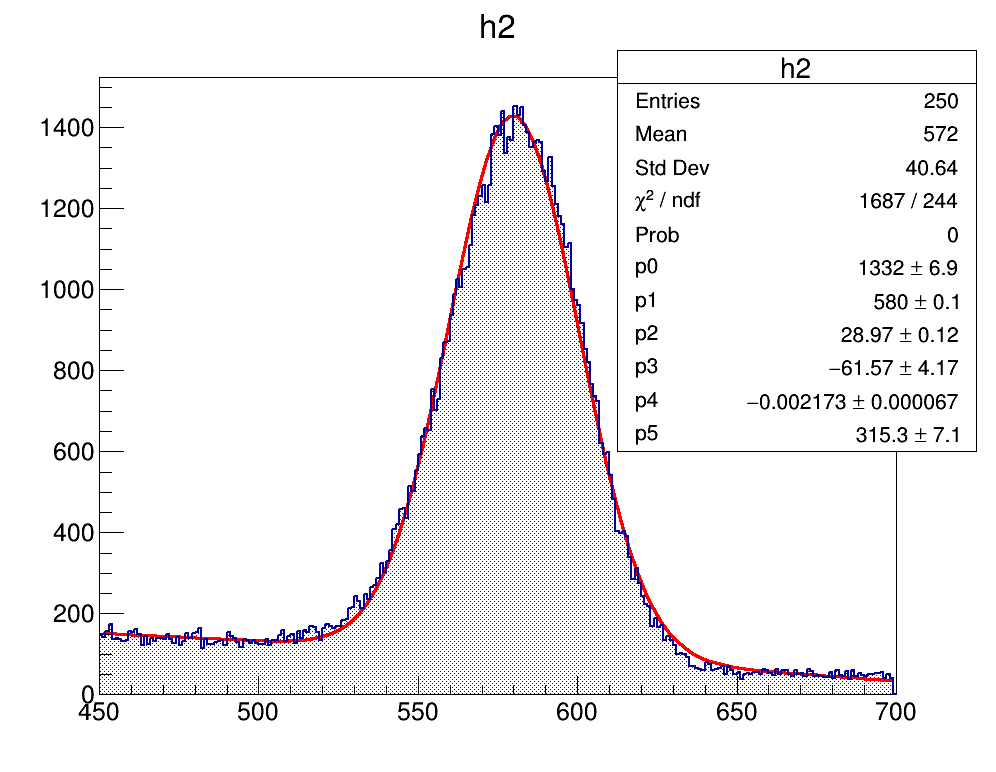 h2
h2
Entries 250
Mean 572
Std Dev 40.64
χ² / ndf 1687 / 244
Prob 0
p0 1332 ± 6.9
p1 580 ± 0.1
p2 28.97 ± 0.12
p3 −61.57 ± 4.17
p4 −0.002173 ± 0.000067
p5 315.3 ± 7.1
1400
1200
1000
800
600
400
200
0
450 500 550 600 650 700